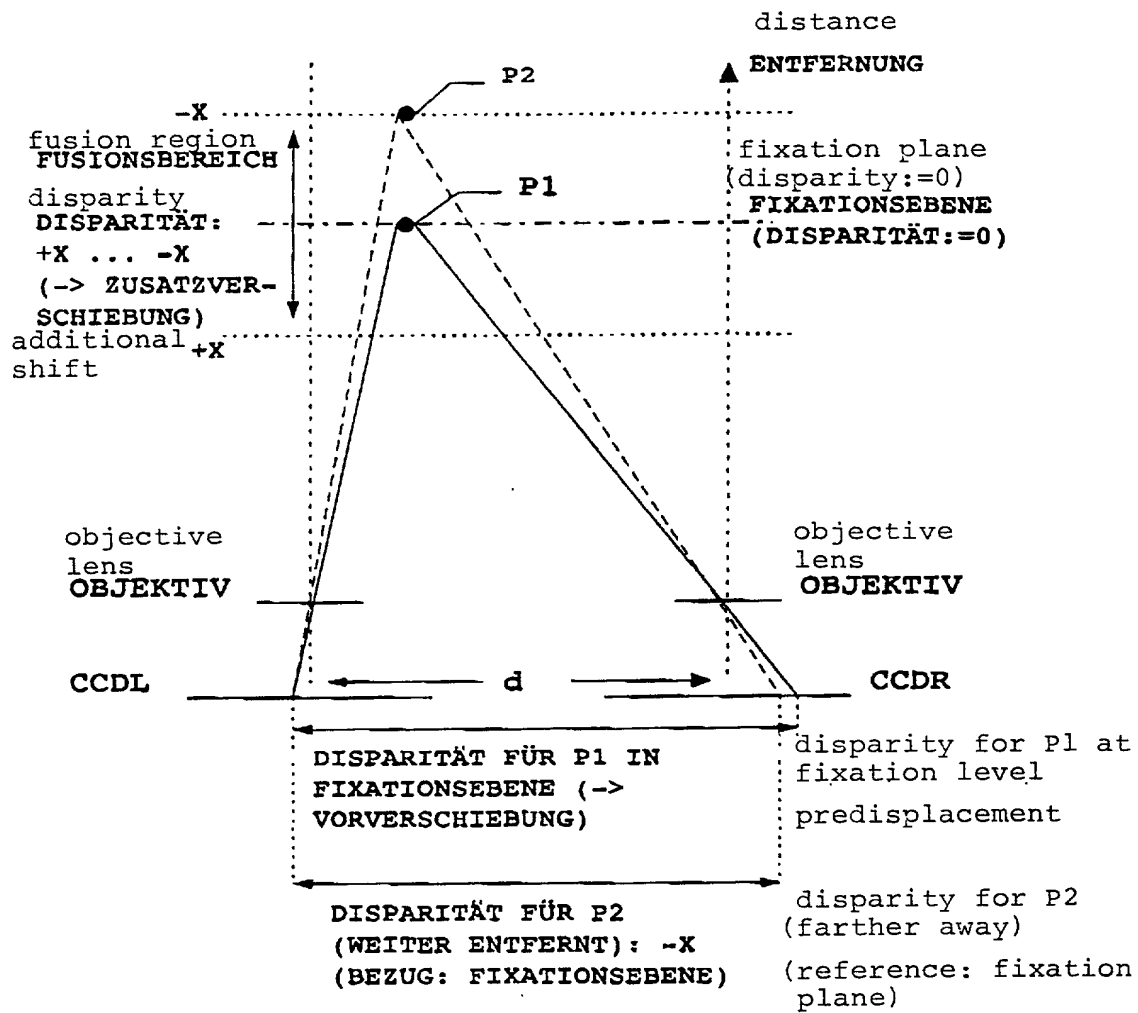 distance
ENTFERNUNG
P2
-X
fusion region
FUSIONSBEREICH
disparity
DISPARITÄT:
+X ... -X
(-> ZUSATZVER-
SCHIEBUNG)
additional
shift
+X
P1
fixation plane
(disparity:=0)
FIXATIONSEBENE
(DISPARITÄT:=0)
objective
lens
OBJEKTIV
objective
lens
OBJEKTIV
CCDL
d
CCDR
DISPARITÄT FÜR P1 IN
FIXATIONSEBENE (->
VORVERSCHIEBUNG)
disparity for P1 at
fixation level
predisplacement
DISPARITÄT FÜR P2
(WEITER ENTFERNT): -X
(BEZUG: FIXATIONSEBENE)
disparity for P2
(farther away)
(reference: fixation
plane)